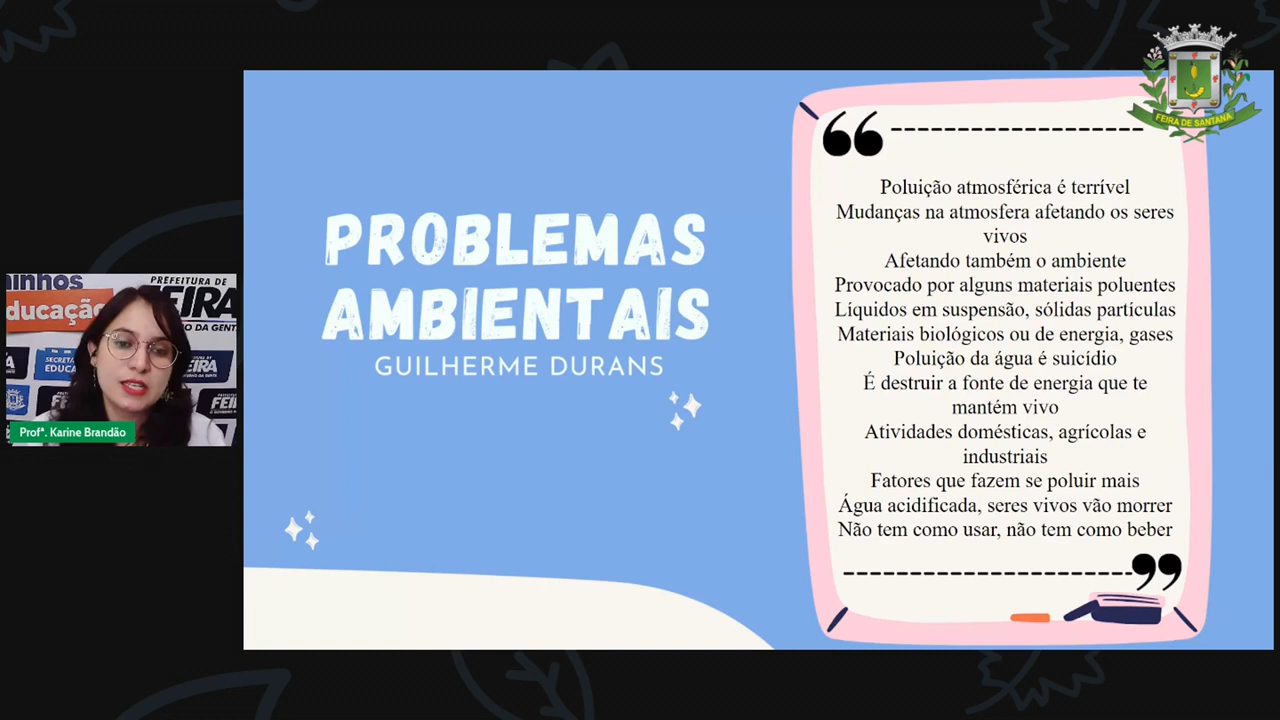 FEIRA DE SANTANA
PROBLEMAS
AMBIENTAIS
GUILHERME DURANS
Poluição atmosférica é terrível
Mudanças na atmosfera afetando os seres
vivos
Afetando também o ambiente
Provocado por alguns materiais poluentes
Líquidos em suspensão, sólidas partículas
Materiais biológicos ou de energia, gases
Poluição da água é suicídio
É destruir a fonte de energia que te
mantém vivo
Atividades domésticas, agrícolas e
industriais
Fatores que fazem se poluir mais
Água acidificada, seres vivos vão morrer
Não tem como usar, não tem como beber
PREFEITURA DE
Profª. Karine Brandão